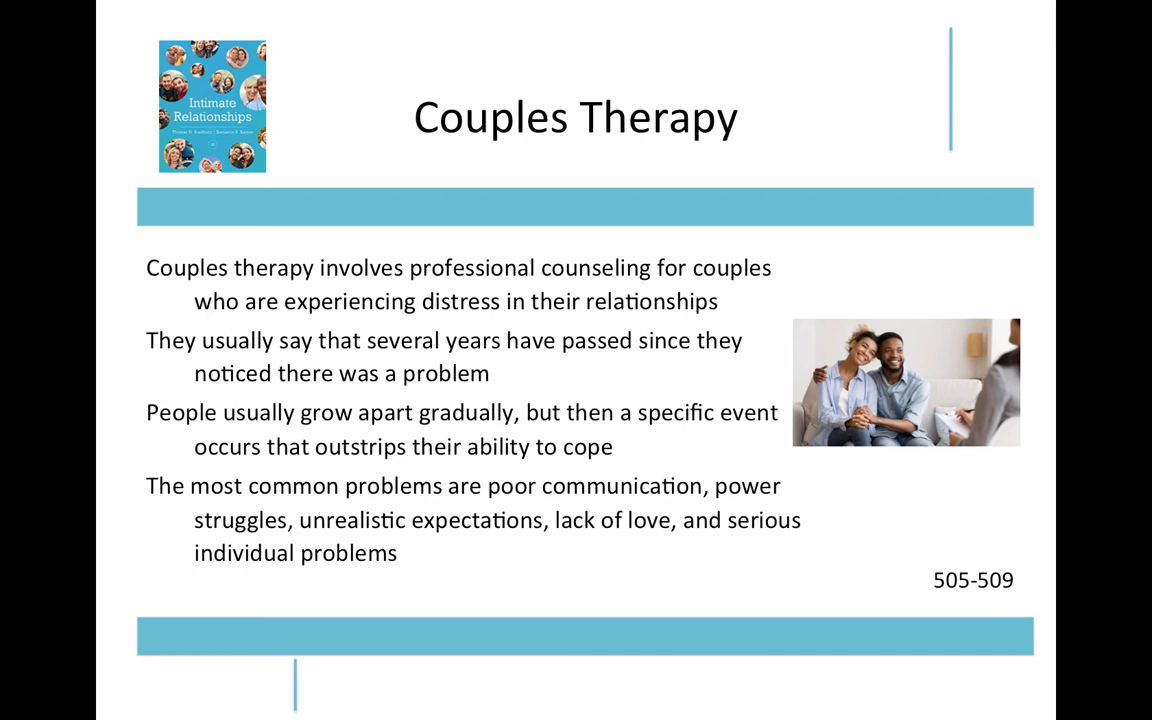 Intimate
Relationships
Couples Therapy
Couples therapy involves professional counseling for couples
who are experiencing distress in their relationships
They usually say that several years have passed since they
noticed there was a problem
People usually grow apart gradually, but then a specific event
occurs that outstrips their ability to cope
The most common problems are poor communication, power
struggles, unrealistic expectations, lack of love, and serious
individual problems
505-509